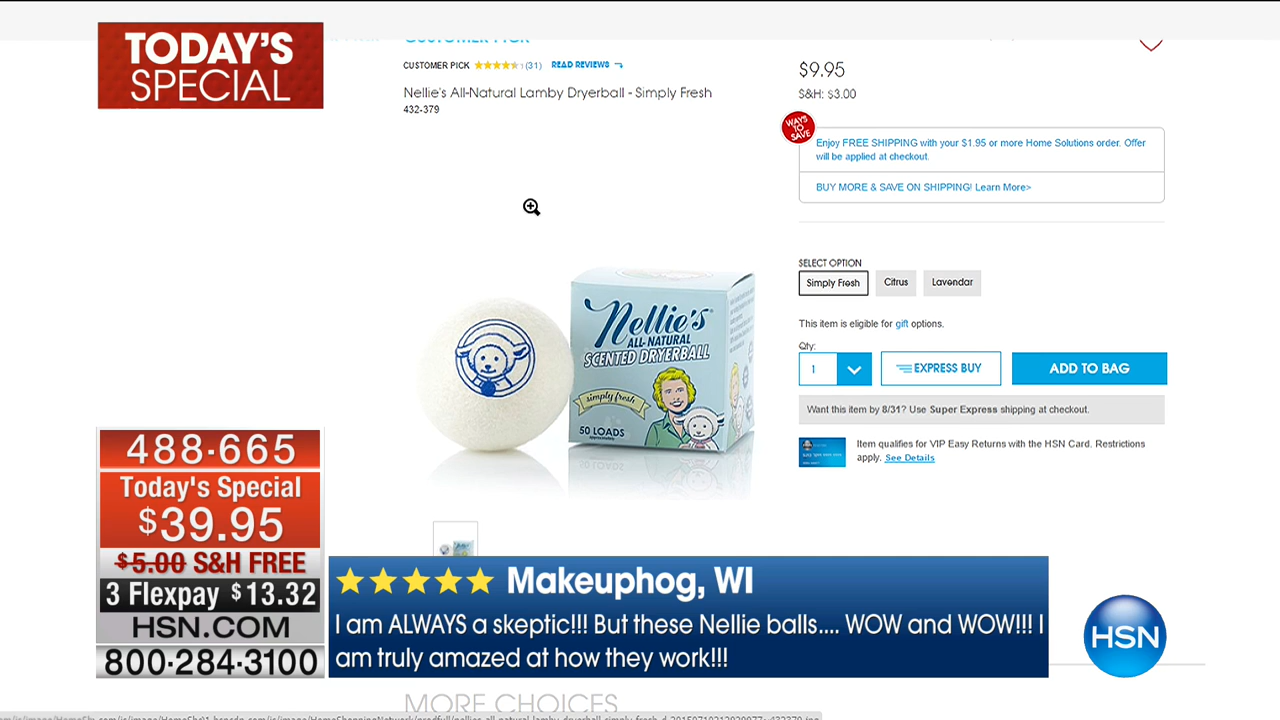 TODAY'S
SPECIAL
CUSTOMER PICK
CUSTOMER PICK (31) READ REVIEWS
Nellie's All-Natural Lamby Dryerball - Simply Fresh
432-379
$9.95
S&H: $3.00
WAYS
TO
SAVE
Enjoy FREE SHIPPING with your $1.95 or more Home Solutions order. Offer
will be applied at checkout.
BUY MORE & SAVE ON SHIPPING! Learn More>
SELECT OPTION
Simply Fresh Citrus Lavendar
This item is eligible for gift options.
Qty:
1 EXPRESS BUY ADD TO BAG
Want this item by 8/31? Use Super Express shipping at checkout.
Item qualifies for VIP Easy Returns with the HSN Card. Restrictions
apply. See Details
Nellie's
ALL-NATURAL
SCENTED DRYERBALL
simply fresh
50 LOADS
488-665
Today's Special
$39.95
$5.00 S&H FREE
3 Flexpay $13.32
HSN.COM
800-284-3100
Makeuphog, WI
I am ALWAYS a skeptic!!! But these Nellie balls.... WOW and WOW!!! I
am truly amazed at how they work!!!
HSN
MORE CHOICES